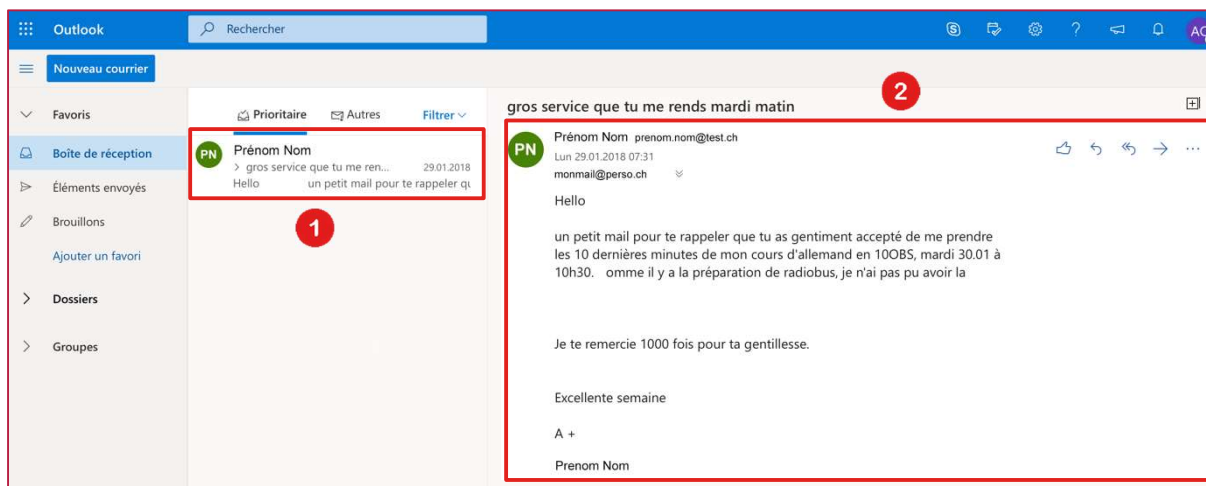 Outlook
Rechercher
AQ
Nouveau courrier
Favoris
Prioritaire
Autres
Filtrer
gros service que tu me rends mardi matin
2
Boîte de réception
PN
Prénom Nom
> gros service que tu me ren... 29.01.2018
Hello un petit mail pour te rappeler qu
1
Éléments envoyés
Brouillons
Ajouter un favori
Dossiers
Groupes
PN
Prénom Nom prenom.nom@test.ch
Lun 29.01.2018 07:31
monmail@perso.ch
Hello
un petit mail pour te rappeler que tu as gentiment accepté de me prendre
les 10 dernières minutes de mon cours d'allemand en 10OBS, mardi 30.01 à
10h30. omme il y a la préparation de radiobus, je n'ai pas pu avoir la
Je te remercie 1000 fois pour ta gentillesse.
Excellente semaine
A +
Prenom Nom